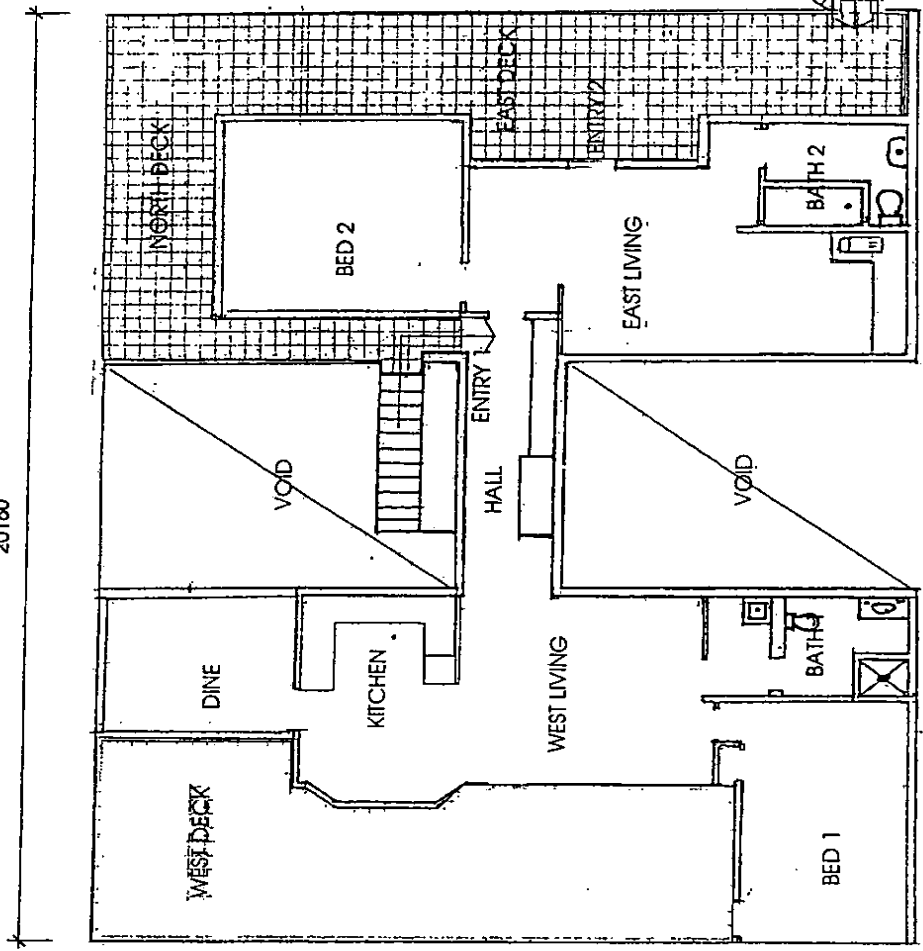 EAST DECK
ENTRY 2
NORTH DECK
BATH 2
BED 2
EAST LIVING
ENTRY 1
VOID
HALL
VOID
20180
DINE
KITCHEN
WEST LIVING
BATH 1
WEST DECK
BED 1